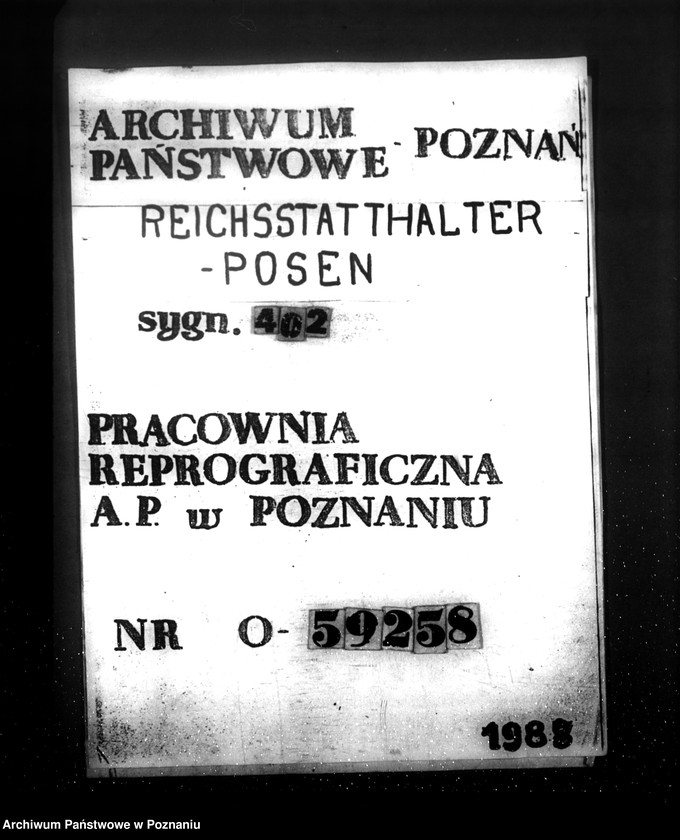 ARCHIWUM
PAŃSTWOWE - POZNAŃ
REICHSSTATTHALTER
-POSEN
sygn. 402
PRACOWNIA
REPROGRAFICZNA
A.P. w POZNANIU
NR O- 59258
1988
Archiwum Państwowe w Poznaniu